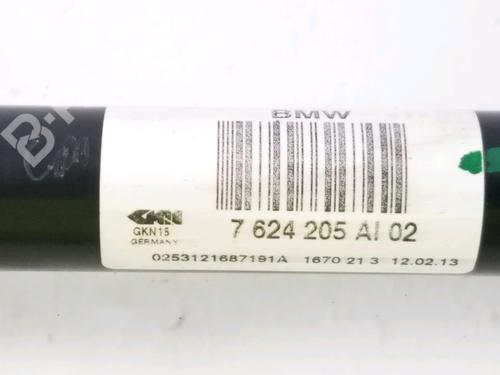 BMW
GKN
GKN15
GERMANY
7 624 205 AI 02
0253121687191A 1670 21 3 12.02.13